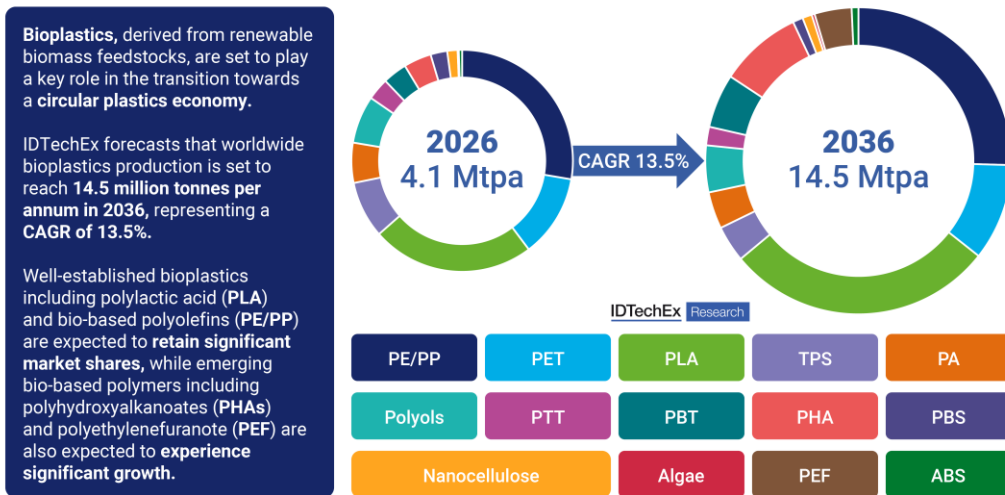 Bioplastics, derived from renewable
biomass feedstocks, are set to play
a key role in the transition towards
a circular plastics economy.
IDTechEx forecasts that worldwide
bioplastics production is set to
reach 14.5 million tonnes per
annum in 2036, representing a
CAGR of 13.5%.
Well-established bioplastics
including polylactic acid (PLA)
and bio-based polyolefins (PE/PP)
are expected to retain significant
market shares, while emerging
bio-based polymers including
polyhydroxyalkanoates (PHAs)
and polyethylenefuranote (PEF) are
also expected to experience
significant growth.
2026
4.1 Mtpa
CAGR 13.5%
2036
14.5 Mtpa
IDTechEx Research
PE/PP PET PLA TPS PA
Polyols PTT PBT PHA PBS
Nanocellulose Algae PEF ABS